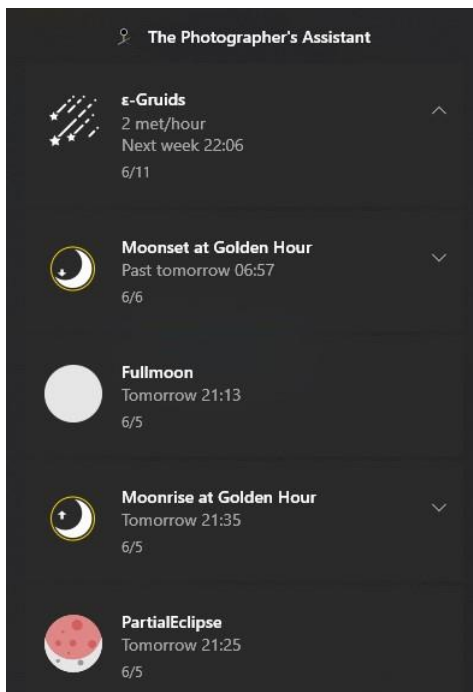 The Photographer's Assistant
ε-Gruids
2 met/hour
Next week 22:06
6/11
Moonset at Golden Hour
Past tomorrow 06:57
6/6
Fullmoon
Tomorrow 21:13
6/5
Moonrise at Golden Hour
Tomorrow 21:35
6/5
PartialEclipse
Tomorrow 21:25
6/5